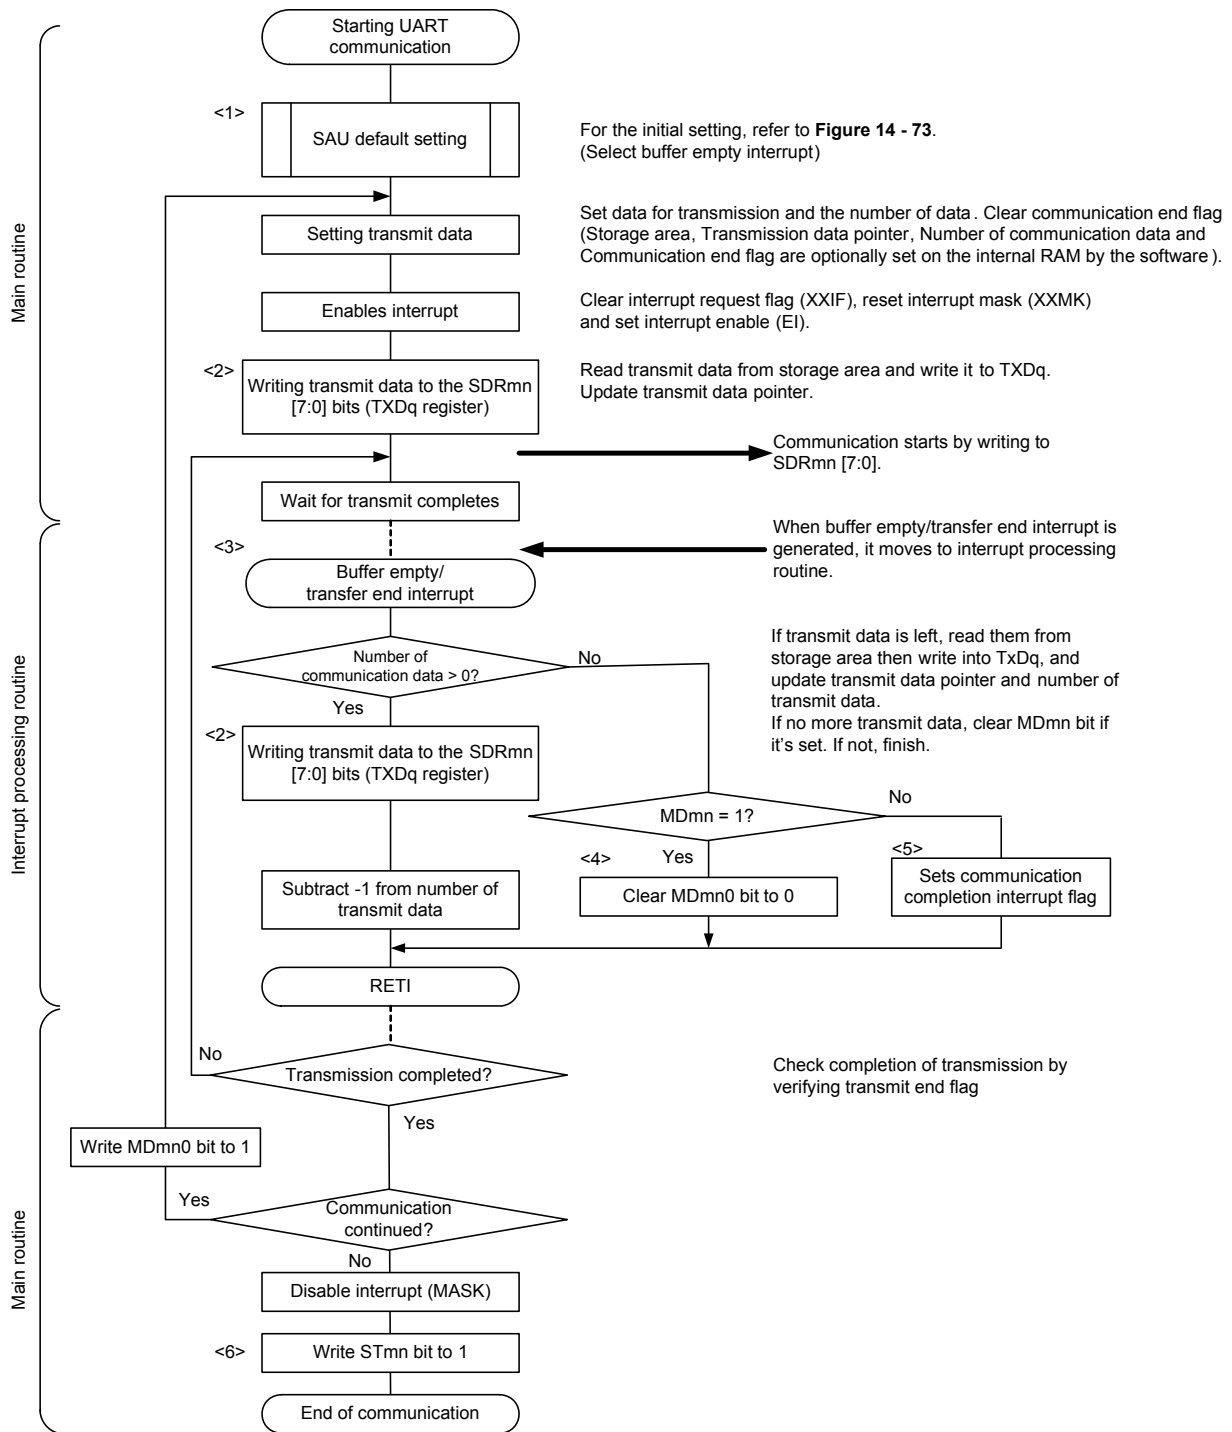 Starting UART
communication
<1>
SAU default setting
For the initial setting, refer to Figure 14 - 73.
(Select buffer empty interrupt)
Main routine
Setting transmit data
Set data for transmission and the number of data. Clear communication end flag
(Storage area, Transmission data pointer, Number of communication data and
Communication end flag are optionally set on the internal RAM by the software).
Enables interrupt
Clear interrupt request flag (XXIF), reset interrupt mask (XXMK)
and set interrupt enable (EI).
<2>
Writing transmit data to the SDRmn
[7:0] bits (TXDq register)
Read transmit data from storage area and write it to TXDq.
Update transmit data pointer.
Communication starts by writing to
SDRmn [7:0].
Wait for transmit completes
When buffer empty/transfer end interrupt is
generated, it moves to interrupt processing
routine.
<3>
Buffer empty/
transfer end interrupt
Interrupt processing routine
Number of
communication data > 0?
No
Yes
If transmit data is left, read them from
storage area then write into TxDq, and
update transmit data pointer and number of
transmit data.
If no more transmit data, clear MDmn bit if
it's set. If not, finish.
<2>
Writing transmit data to the SDRmn
[7:0] bits (TXDq register)
MDmn = 1?
No
Yes
<4>
Clear MDmn0 bit to 0
<5>
Sets communication
completion interrupt flag
Subtract -1 from number of
transmit data
RETI
Main routine
No
Transmission completed?
Check completion of transmission by
verifying transmit end flag
Yes
Write MDmn0 bit to 1
Yes
Communication
continued?
No
Disable interrupt (MASK)
<6>
Write STmn bit to 1
End of communication